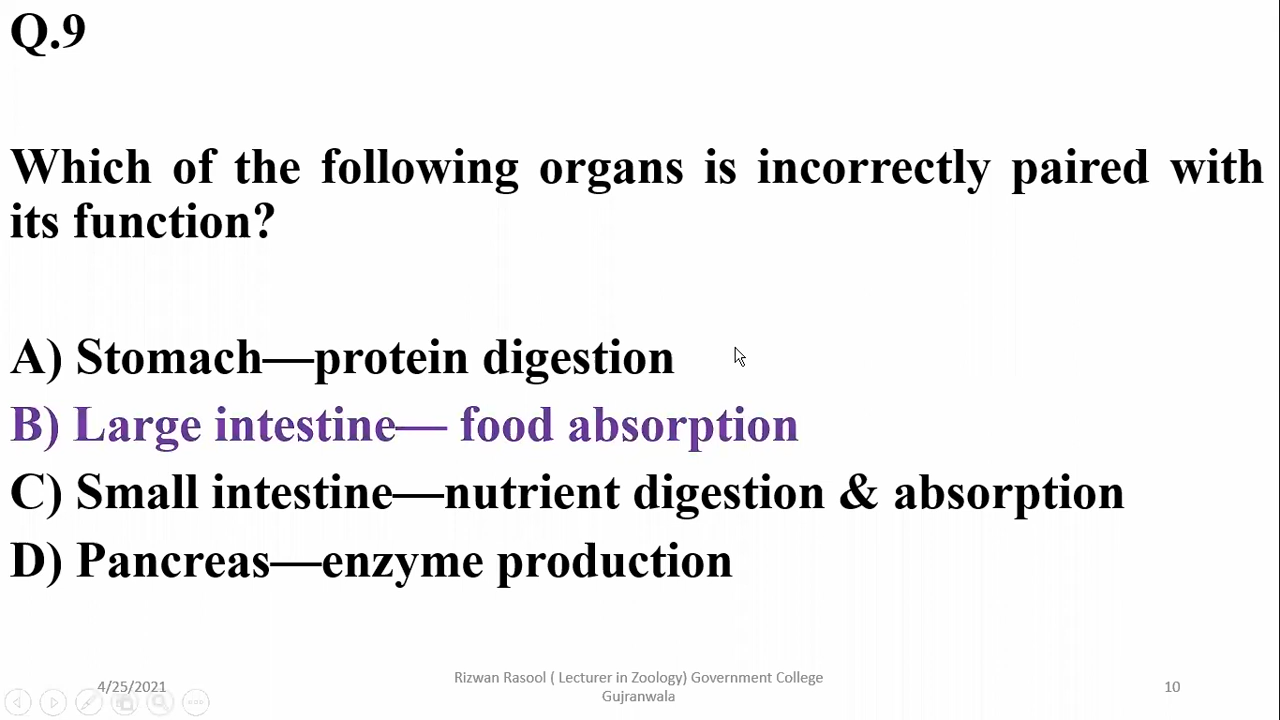 Q.9
Which of the following organs is incorrectly paired with
its function?
A) Stomach—protein digestion
B) Large intestine— food absorption
C) Small intestine—nutrient digestion & absorption
D) Pancreas—enzyme production
4/25/2021
Rizwan Rasool ( Lecturer in Zoology) Government College
Gujranwala
10